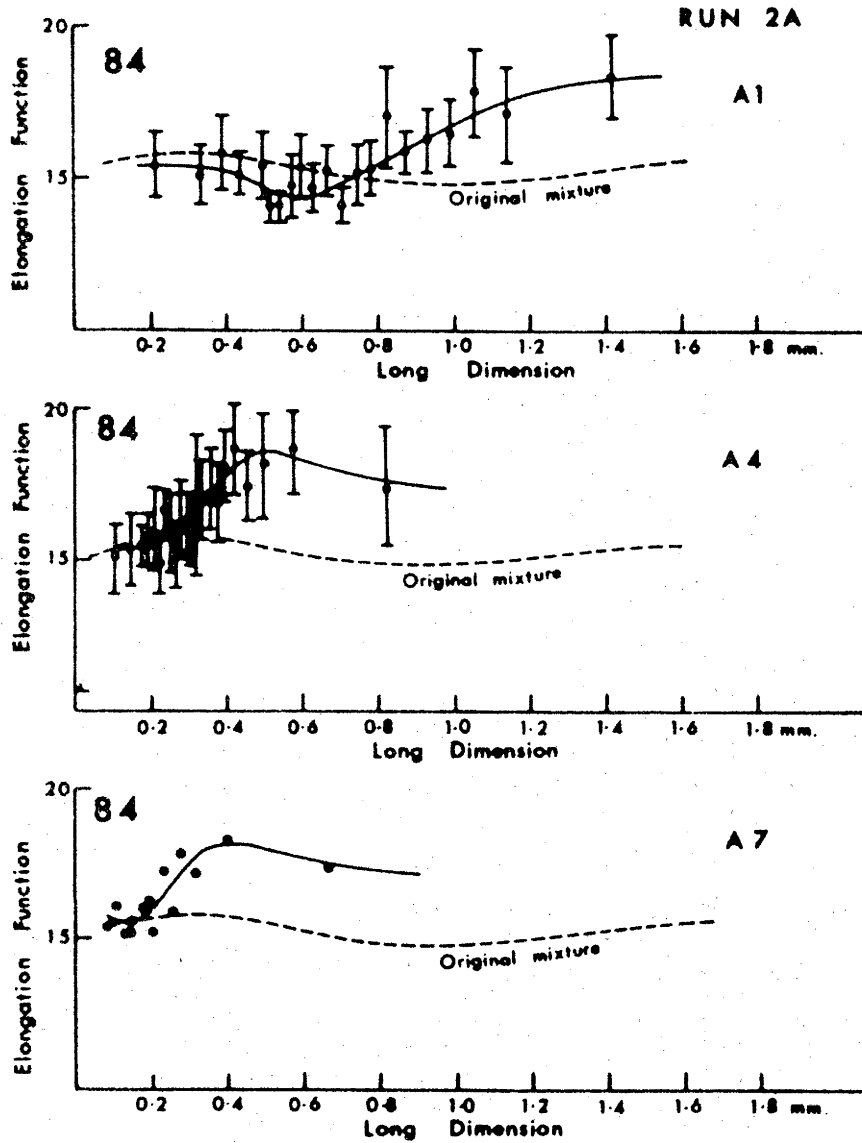 RUN 2A
84
A1
Elongation Function
20
15
Original mixture
0·2 0·4 0·6 0·8 1·0 1·2 1·4 1·6 1·8 mm.
Long Dimension
84
A4
Elongation Function
20
15
Original mixture
0·2 0·4 0·6 0·8 1·0 1·2 1·4 1·6 1·8 mm.
Long Dimension
84
A7
Elongation Function
20
15
Original mixture
0·2 0·4 0·6 0·8 1·0 1·2 1·4 1·6 1·8 mm.
Long Dimension